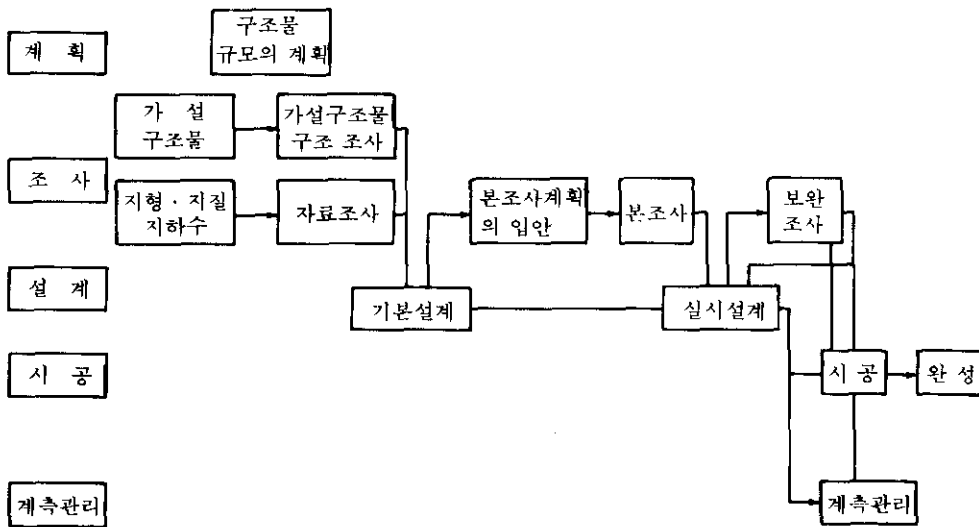 계 획
구조물
규모의 계획
가 설
구조물
가설구조물
구조 조사
조 사
지형 · 지질
지하수
자료조사
본조사계획
의 입안
본조사
보완
조사
설 계
기본설계
실시설계
시 공
시 공
완 성
계측관리
계측관리